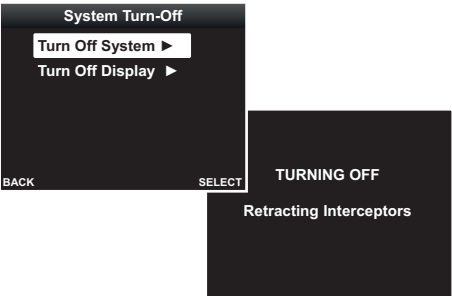 System Turn-Off
Turn Off System ►
Turn Off Display ►
BACK SELECT
TURNING OFF
Retracting Interceptors